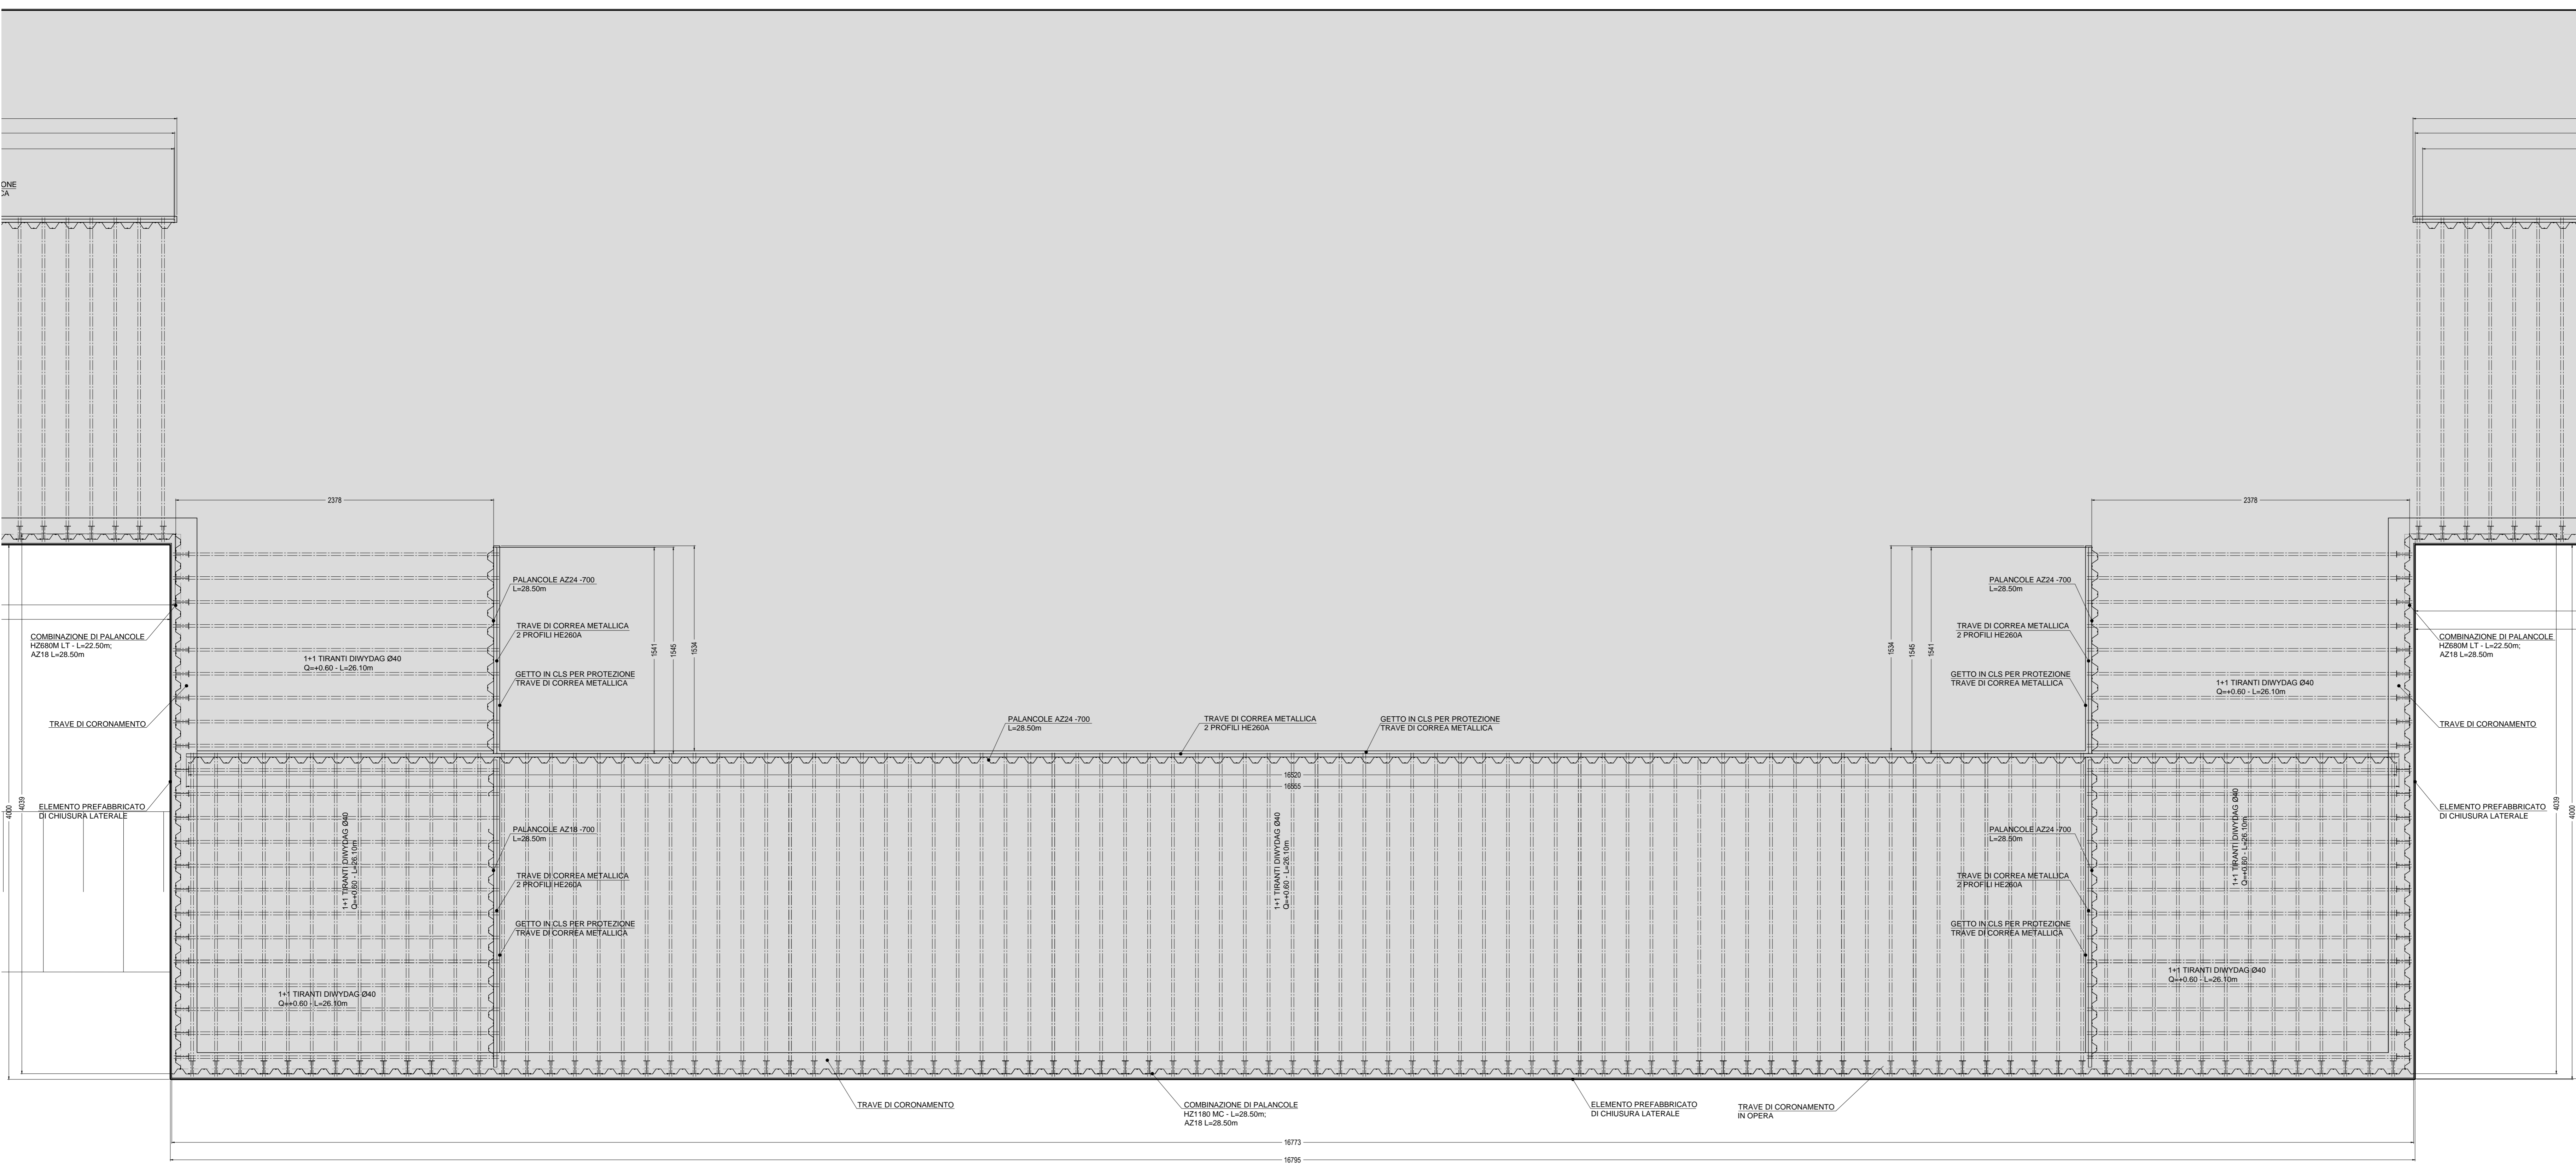 ONE
CA
2378
2378
PALANCOLE AZ24 -700
L=28.50m
TRAVE DI CORREA METALLICA
2 PROFILI HE260A
GETTO IN CLS PER PROTEZIONE
TRAVE DI CORREA METALLICA
1541
1545
1534
COMBINAZIONE DI PALANCOLE
HZ680M LT - L=22.50m;
AZ18 L=28.50m
1+1 TIRANTI DIWYDAG Ø40
Q=+0.60 - L=26.10m
TRAVE DI CORONAMENTO
1534
1545
1541
PALANCOLE AZ24 -700
L=28.50m
TRAVE DI CORREA METALLICA
2 PROFILI HE260A
GETTO IN CLS PER PROTEZIONE
TRAVE DI CORREA METALLICA
1+1 TIRANTI DIWYDAG Ø40
Q=+0.60 - L=26.10m
COMBINAZIONE DI PALANCOLE
HZ680M LT - L=22.50m;
AZ18 L=28.50m
TRAVE DI CORONAMENTO
PALANCOLE AZ24 -700
L=28.50m
TRAVE DI CORREA METALLICA
2 PROFILI HE260A
GETTO IN CLS PER PROTEZIONE
TRAVE DI CORREA METALLICA
16520
16555
4000
4039
ELEMENTO PREFABBRICATO
DI CHIUSURA LATERALE
1+1 TIRANTI DIWYDAG Ø40
Q=+0.60 - L=26.10m
PALANCOLE AZ18 -700
L=28.50m
TRAVE DI CORREA METALLICA
2 PROFILI HE260A
GETTO IN CLS PER PROTEZIONE
TRAVE DI CORREA METALLICA
1+1 TIRANTI DIWYDAG Ø40
Q=+0.60 - L=26.10m
1+1 TIRANTI DIWYDAG Ø40
Q=+0.60 - L=26.10m
PALANCOLE AZ24 -700
L=28.50m
TRAVE DI CORREA METALLICA
2 PROFILI HE260A
GETTO IN CLS PER PROTEZIONE
TRAVE DI CORREA METALLICA
1+1 TIRANTI DIWYDAG Ø40
Q=+0.60 - L=26.10m
1+1 TIRANTI DIWYDAG Ø40
Q=+0.60 - L=26.10m
ELEMENTO PREFABBRICATO
DI CHIUSURA LATERALE
4039
4000
TRAVE DI CORONAMENTO
COMBINAZIONE DI PALANCOLE
HZ1180 MC - L=28.50m;
AZ18 L=28.50m
ELEMENTO PREFABBRICATO
DI CHIUSURA LATERALE
TRAVE DI CORONAMENTO
IN OPERA
16773
16795